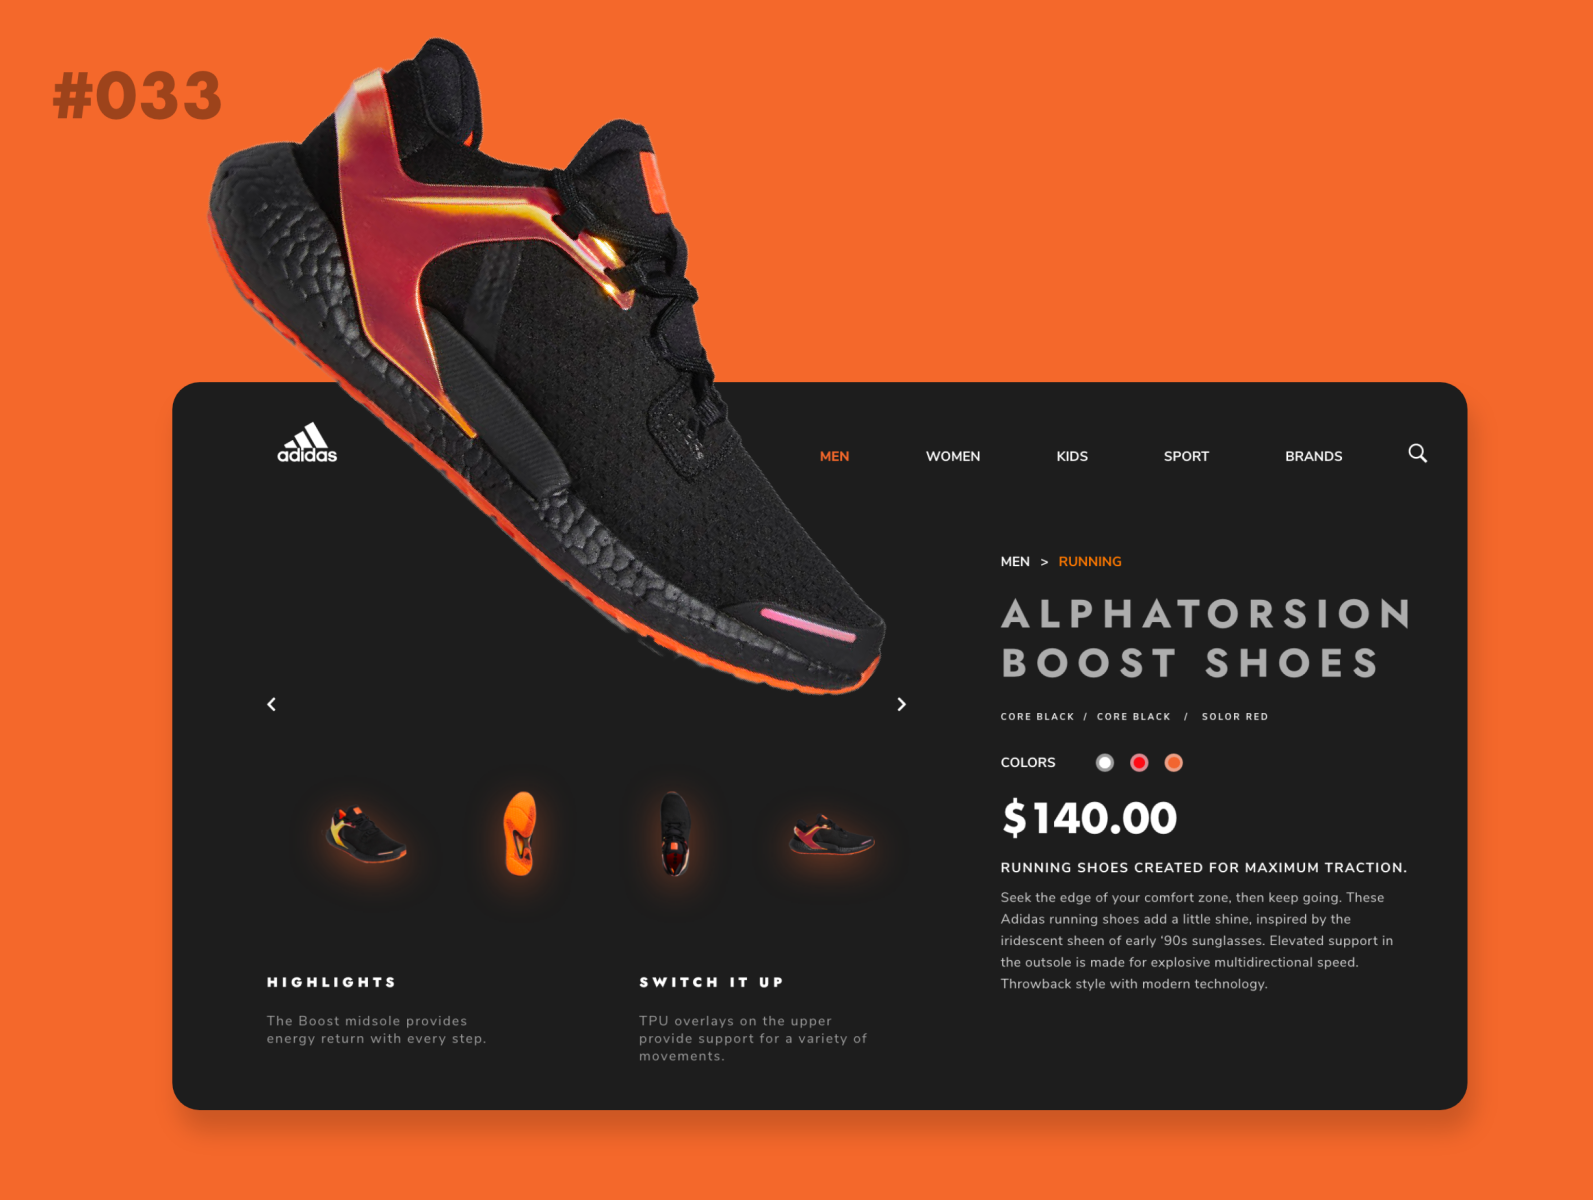 #033
adidas
MEN WOMEN KIDS SPORT BRANDS
MEN > RUNNING
ALPHATORSION
BOOST SHOES
CORE BLACK / CORE BLACK / SOLOR RED
COLORS
$140.00
RUNNING SHOES CREATED FOR MAXIMUM TRACTION.
Seek the edge of your comfort zone, then keep going. These
Adidas running shoes add a little shine, inspired by the
iridescent sheen of early ‘90s sunglasses. Elevated support in
the outsole is made for explosive multidirectional speed.
Throwback style with modern technology.
HIGHLIGHTS
The Boost midsole provides
energy return with every step.
SWITCH IT UP
TPU overlays on the upper
provide support for a variety of
movements.